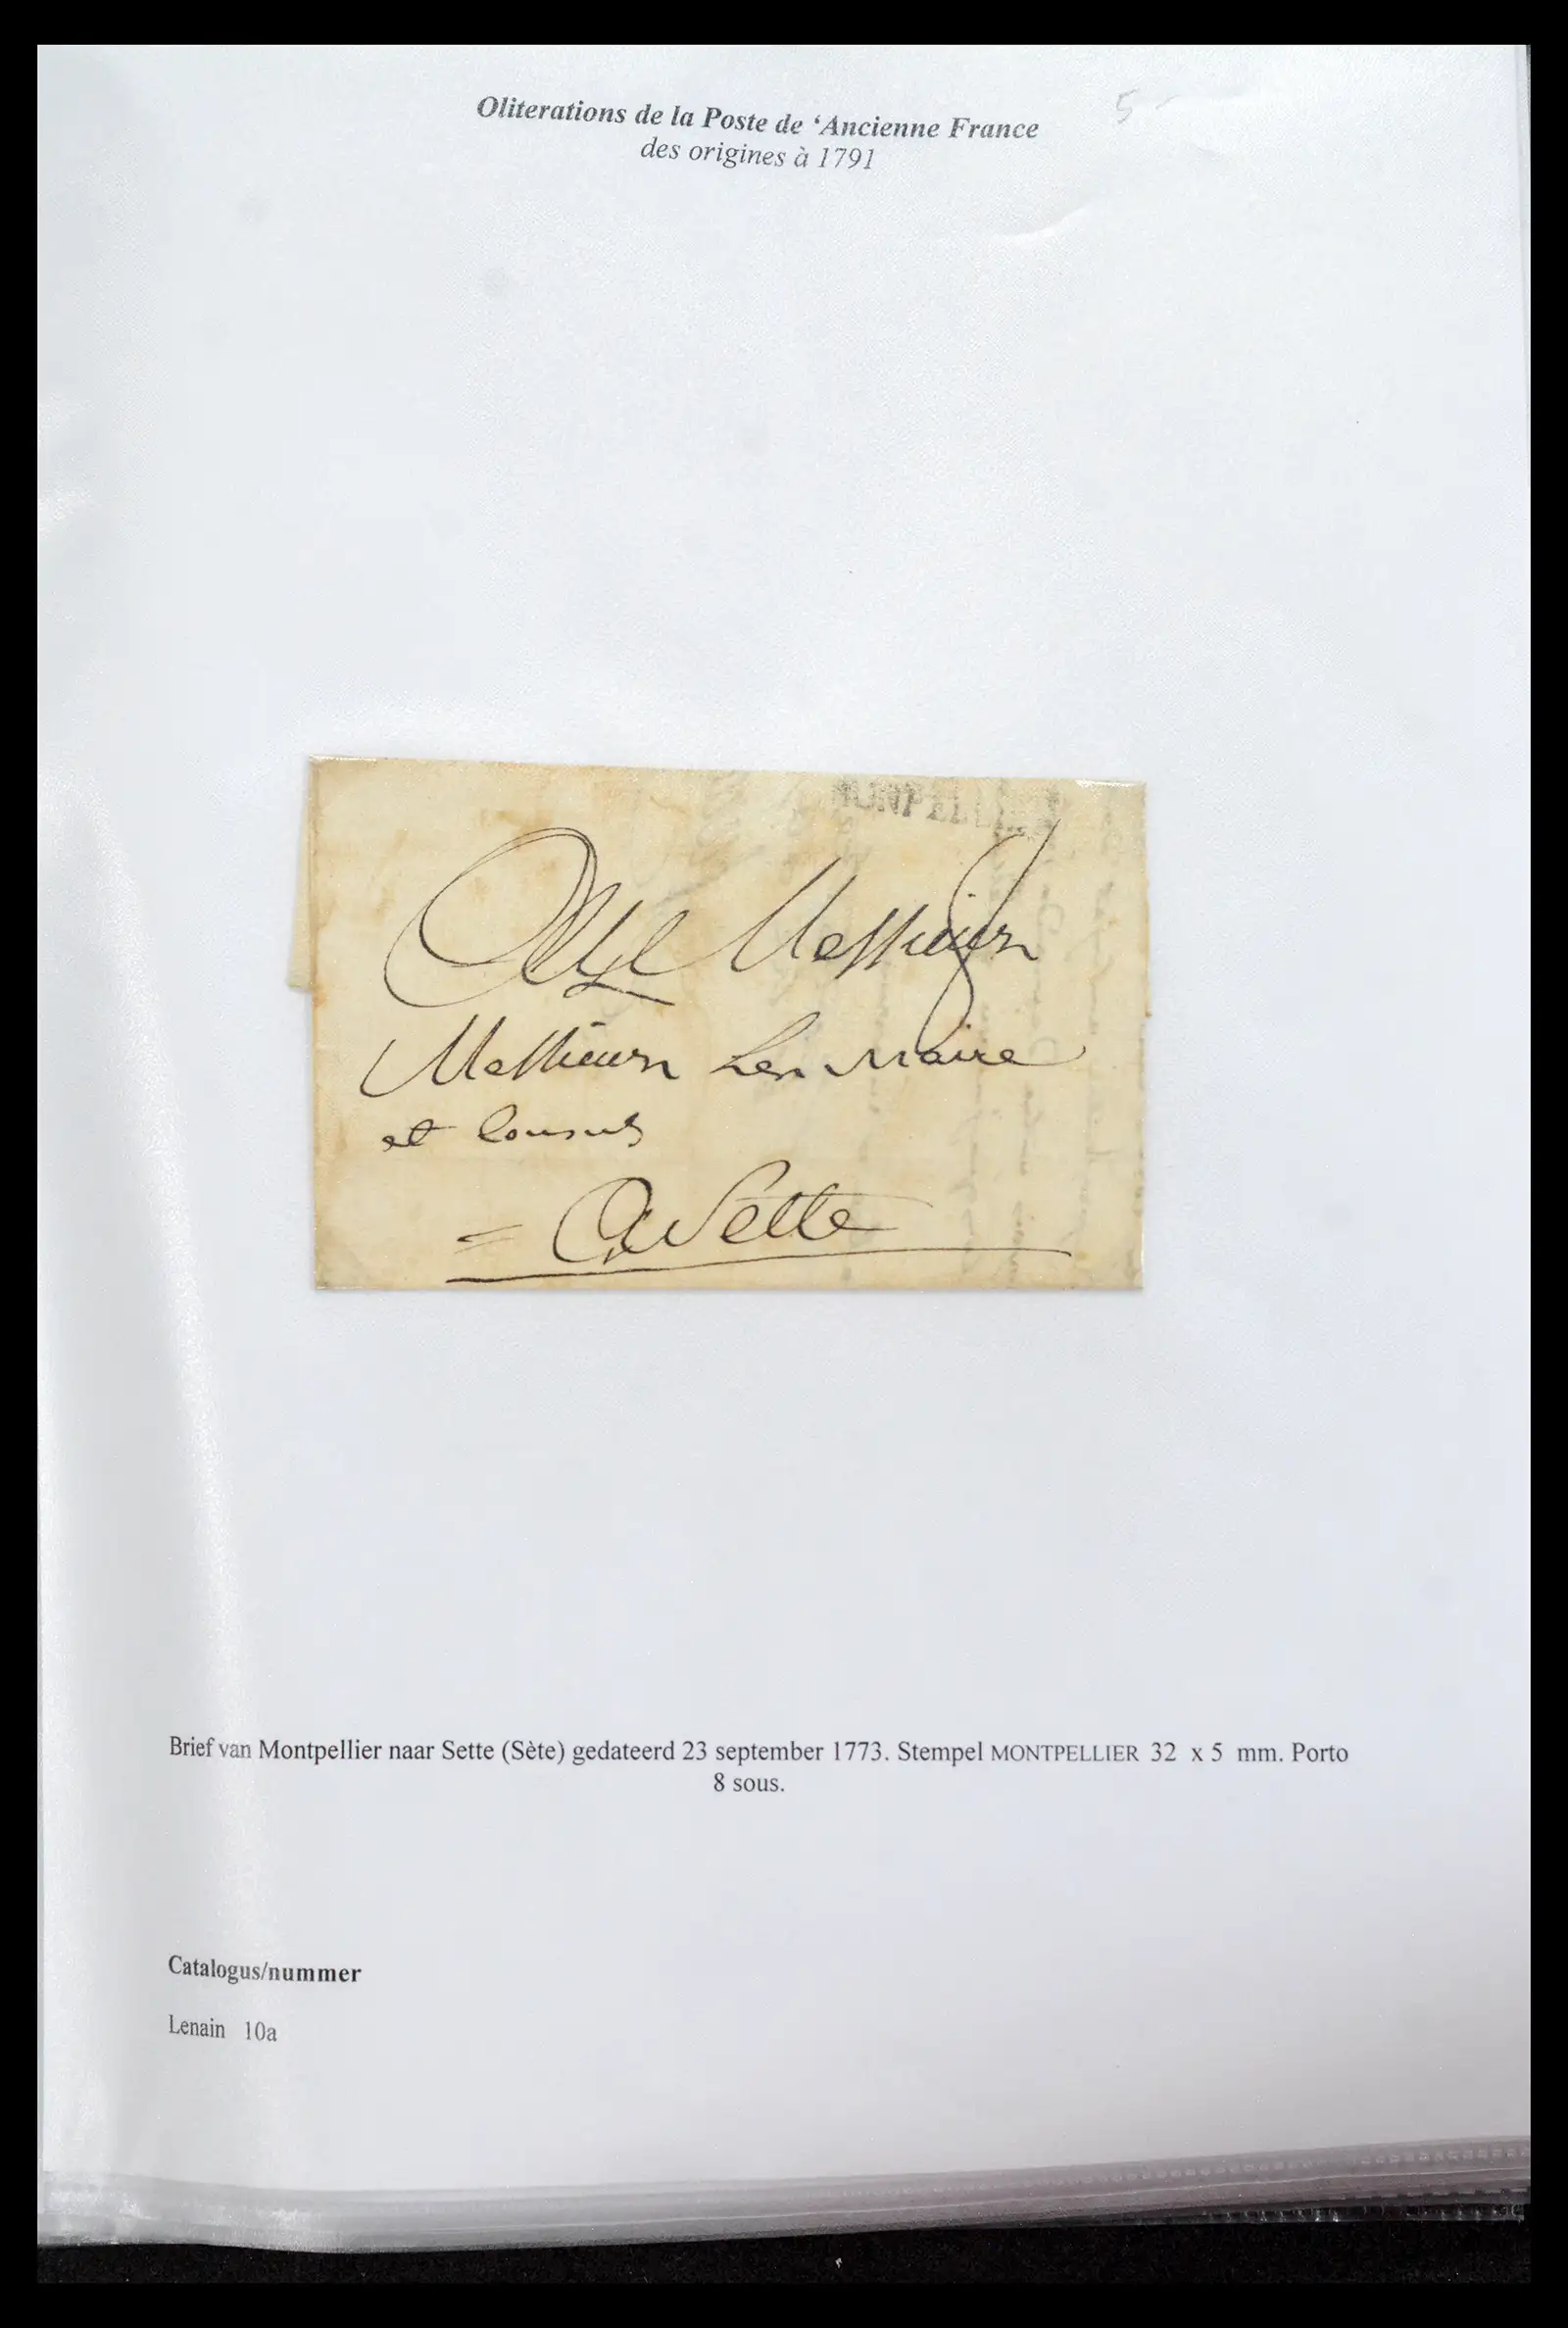 Oliterations de la Poste de ‘Ancienne France
des origines à 1791
5 -
MONTPELLIER
A Messieurs
Messieurs Les Maire
et Consuls
= A Sette
Brief van Montpellier naar Sette (Sète) gedateerd 23 september 1773. Stempel MONTPELLIER 32 x 5 mm. Porto
8 sous.
Catalogus/nummer
Lenain 10a